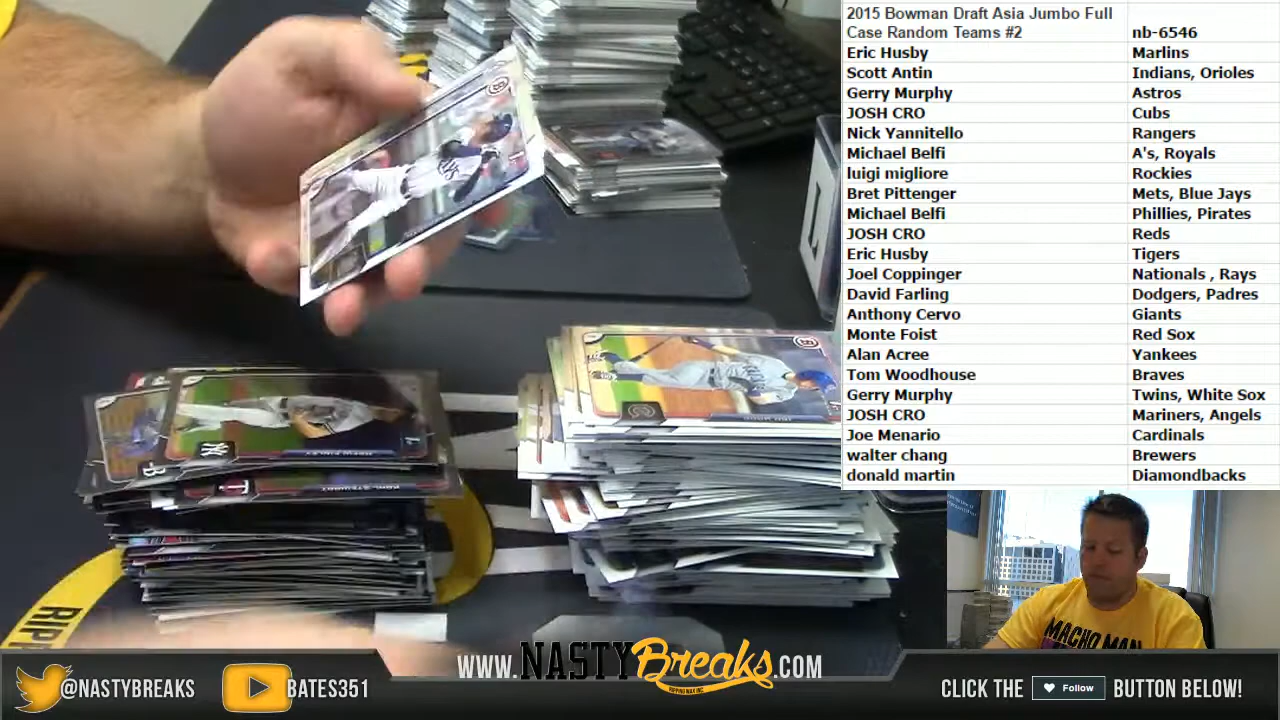 2015 Bowman Draft Asia Jumbo Full
Case Random Teams #2 nb-6546
Eric Husby Marlins
Scott Antin Indians, Orioles
Gerry Murphy Astros
JOSH CRO Cubs
Nick Yannitello Rangers
Michael Belfi A's, Royals
luigi migliore Rockies
Bret Pittenger Mets, Blue Jays
Michael Belfi Phillies, Pirates
JOSH CRO Reds
Eric Husby Tigers
Joel Coppinger Nationals , Rays
David Farling Dodgers, Padres
Anthony Cervo Giants
Monte Foist Red Sox
Alan Acree Yankees
Tom Woodhouse Braves
Gerry Murphy Twins, White Sox
JOSH CRO Mariners, Angels
Joe Menario Cardinals
walter chang Brewers
donald martin Diamondbacks
MACHO MAN
WWW.NASTYBreaks.COM
RIPPING WAX INC
@NASTYBREAKS
BATES351
CLICK THE Follow BUTTON BELOW!